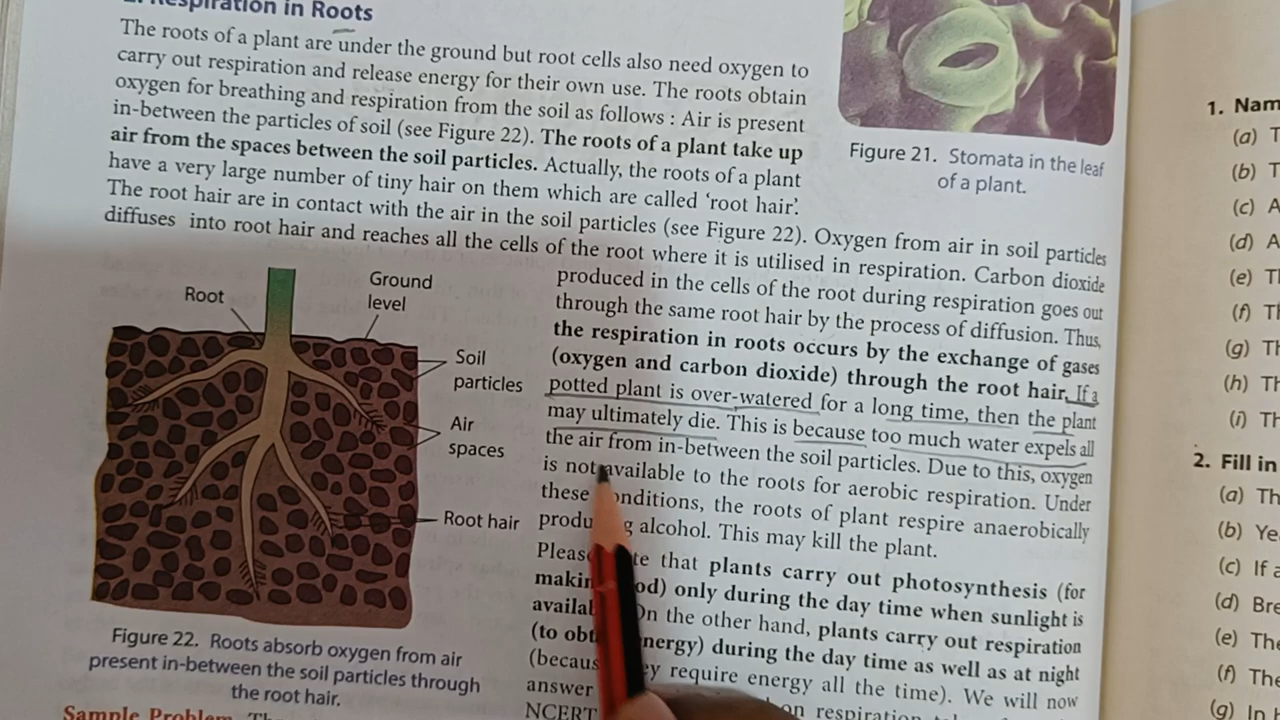 Respiration in Roots
The roots of a plant are under the ground but root cells also need oxygen to
carry out respiration and release energy for their own use. The roots obtain
oxygen for breathing and respiration from the soil as follows : Air is present
in-between the particles of soil (see Figure 22). The roots of a plant take up
air from the spaces between the soil particles. Actually, the roots of a plant
have a very large number of tiny hair on them which are called 'root hair'.
The root hair are in contact with the air in the soil particles (see Figure 22). Oxygen from air in soil particles
diffuses into root hair and reaches all the cells of the root where it is utilised in respiration. Carbon dioxide
produced in the cells of the root during respiration goes out
through the same root hair by the process of diffusion. Thus,
the respiration in roots occurs by the exchange of gases
(oxygen and carbon dioxide) through the root hair. If a
potted plant is over-watered for a long time, then the plant
may ultimately die. This is because too much water expels all
the air from in-between the soil particles. Due to this, oxygen
is not available to the roots for aerobic respiration. Under
these conditions, the roots of plant respire anaerobically
alcohol. This may kill the plant.
that plants carry out photosynthesis (for
only during the day time when sunlight is
On the other hand, plants carry out respiration
(to during the day time as well as at night
require energy all the time). We will now
answer
NCERT on respiration
Figure 21. Stomata in the leaf
of a plant.
Root
Ground
level
Soil
particles
Air
spaces
Root hair
Figure 22. Roots absorb oxygen from air
present in-between the soil particles through
the root hair.
Sample Problem.
1. Nam
(a) T
(b) T
(c) A
(d) A
(e) Th
(f) Th
(g) Th
(h) Th
(i) Th
2. Fill in
(a) Th
(b) Ye
(c) If a
(d) Bre
(e) The
(f) The
(g) In